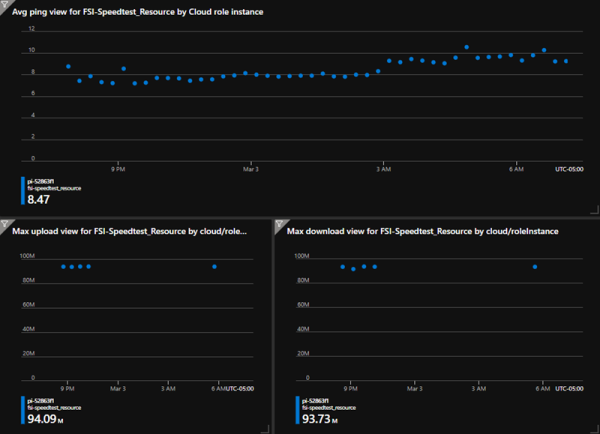 Avg ping view for FSI-Speedtest_Resource by Cloud role instance
12
10
8
6
4
2
0
9 PM
Mar 3
3 AM
6 AM
UTC-05:00
pi-52863f1
fsi-speedtest_resource
8.47
Max upload view for FSI-Speedtest_Resource by cloud/role...
100M
80M
60M
40M
20M
0
9 PM
Mar 3
3 AM
6 AM
UTC-05:00
pi-52863f1
fsi-speedtest_resource
94.09 M
Max download view for FSI-Speedtest_Resource by cloud/roleInstance
100M
80M
60M
40M
20M
0
9 PM
Mar 3
3 AM
6 AM
UTC-05:00
pi-52863f1
fsi-speedtest_resource
93.73 M